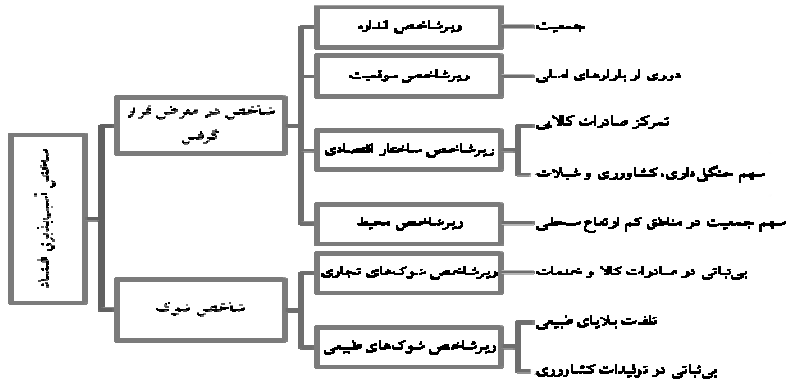 شاخص آسیب‌پذیری اقتصاد
شاخص در معرض قرار
گرفتن
شاخص شوک
زیرشاخص اندازه
زیرشاخص موقعیت
زیرشاخص ساختار اقتصادی
زیرشاخص محیط
زیرشاخص شوک‌های تجاری
زیرشاخص شوک‌های طبیعی
جمعیت
دوری از بازارهای اصلی
تمرکز صادرات کالایی
سهم جنگل‌داری، کشاورزی و شیلات
سهم جمعیت در مناطق کم ارتفاع ساحلی
بی‌ثباتی در صادرات کالا و خدمات
تلفات بلایای طبیعی
بی‌ثباتی در تولیدات کشاورزی